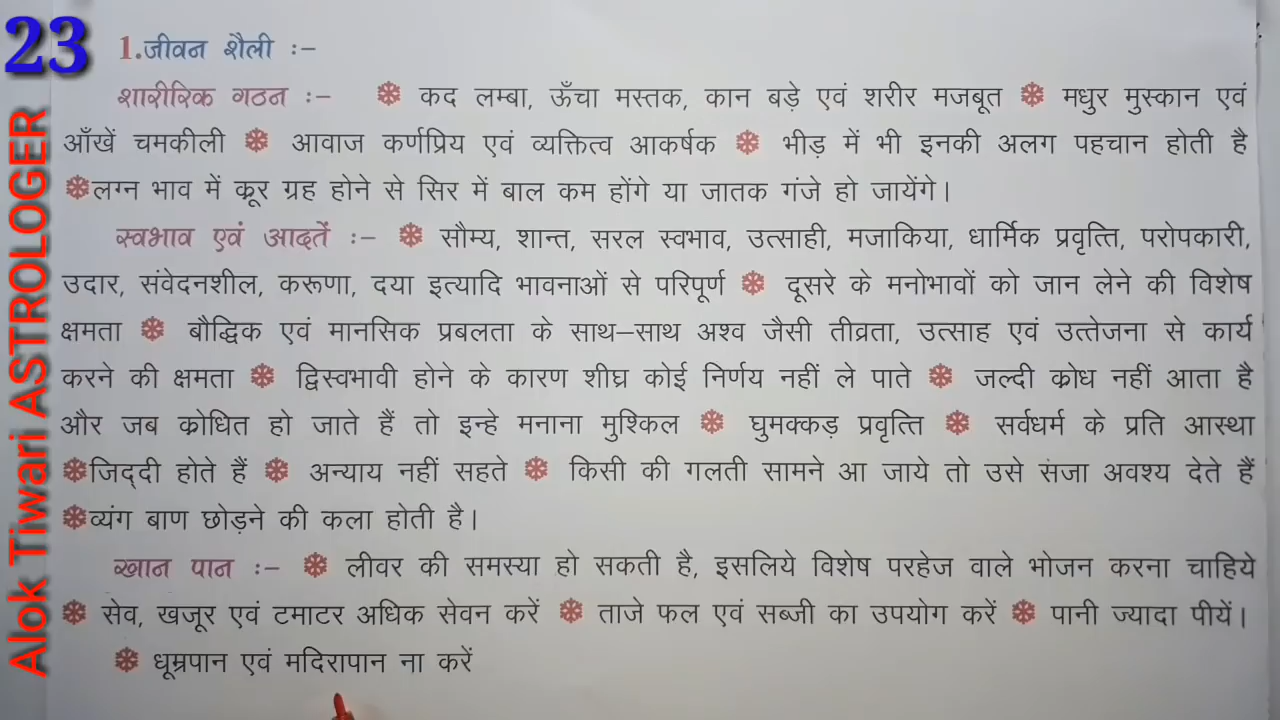 23
Alok Tiwari ASTROLOGER
1.जीवन शैली :–
शारीरिक गठन :– ❄ कद लम्बा, ऊँचा मस्तक, कान बड़े एवं शरीर मजबूत ❄ मधुर मुस्कान एवं
आँखें चमकीली ❄ आवाज कर्णप्रिय एवं व्यक्तित्व आकर्षक ❄ भीड़ में भी इनकी अलग पहचान होती है
❄लग्न भाव में क्रूर ग्रह होने से सिर में बाल कम होंगे या जातक गंजे हो जायेंगे।
स्वभाव एवं आदतें :– ❄ सौम्य, शान्त, सरल स्वभाव, उत्साही, मजाकिया, धार्मिक प्रवृत्ति, परोपकारी,
उदार, संवेदनशील, करूणा, दया इत्यादि भावनाओं से परिपूर्ण ❄ दूसरे के मनोभावों को जान लेने की विशेष
क्षमता ❄ बौद्धिक एवं मानसिक प्रबलता के साथ–साथ अश्व जैसी तीव्रता, उत्साह एवं उत्तेजना से कार्य
करने की क्षमता ❄ द्विस्वभावी होने के कारण शीघ्र कोई निर्णय नहीं ले पाते ❄ जल्दी क्रोध नहीं आता है
और जब क्रोधित हो जाते हैं तो इन्हे मनाना मुश्किल ❄ घुमक्कड़ प्रवृत्ति ❄ सर्वधर्म के प्रति आस्था
❄जिद्दी होते हैं ❄ अन्याय नहीं सहते ❄ किसी की गलती सामने आ जाये तो उसे संजा अवश्य देते हैं
❄व्यंग बाण छोड़ने की कला होती है।
खान पान :– ❄ लीवर की समस्या हो सकती है, इसलिये विशेष परहेज वाले भोजन करना चाहिये
❄ सेव, खजूर एवं टमाटर अधिक सेवन करें ❄ ताजे फल एवं सब्जी का उपयोग करें ❄ पानी ज्यादा पीयें।
❄ धूम्रपान एवं मदिरापान ना करें